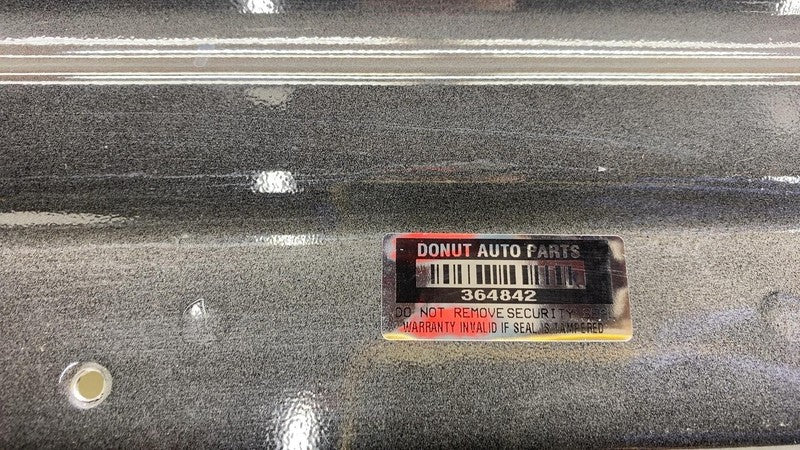 DONUT AUTO PARTS
364842
DO NOT REMOVE SECURITY
WARRANTY INVALID IF SEAL IS TAMPERED